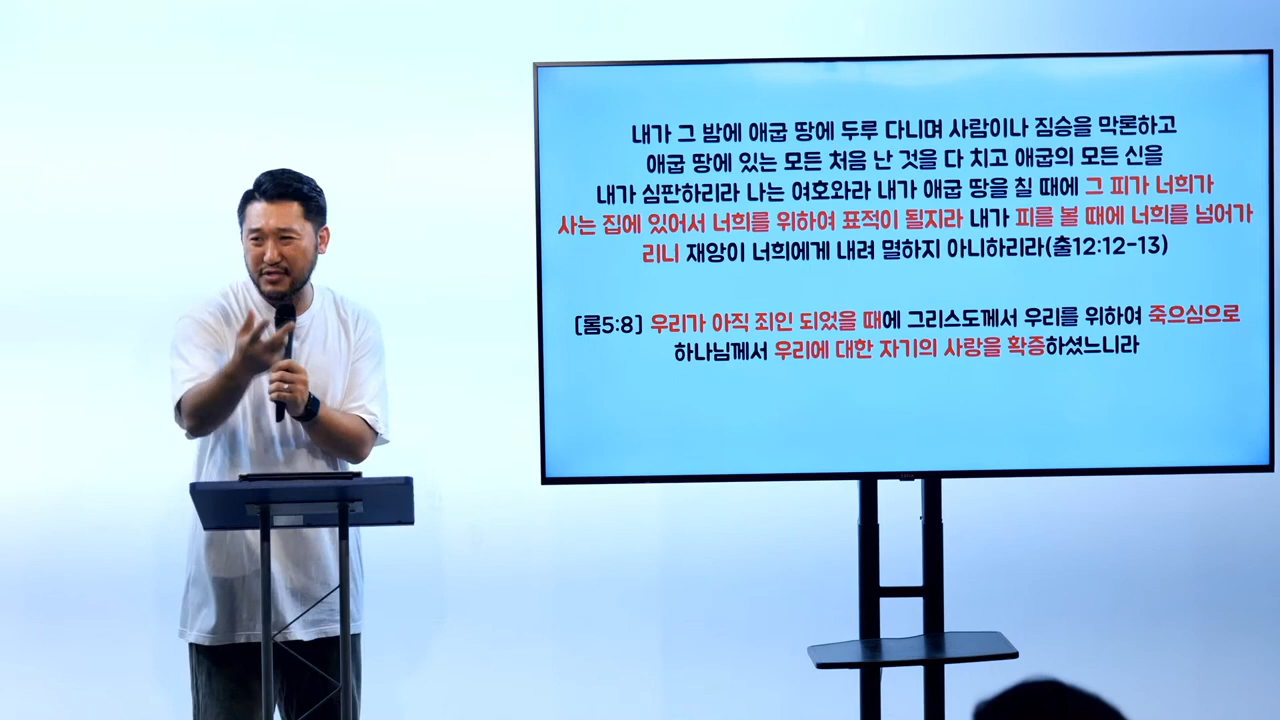 내가 그 밤에 애굽 땅에 두루 다니며 사람이나 짐승을 막론하고
애굽 땅에 있는 모든 처음 난 것을 다 치고 애굽의 모든 신을
내가 심판하리라 나는 여호와라 내가 애굽 땅을 칠 때에 그 피가 너희가
사는 집에 있어서 너희를 위하여 표적이 될지라 내가 피를 볼 때에 너희를 넘어가
리니 재앙이 너희에게 내려 멸하지 아니하리라(출12:12-13)
[롬5:8] 우리가 아직 죄인 되었을 때에 그리스도께서 우리를 위하여 죽으심으로
하나님께서 우리에 대한 자기의 사랑을 확증하셨느니라